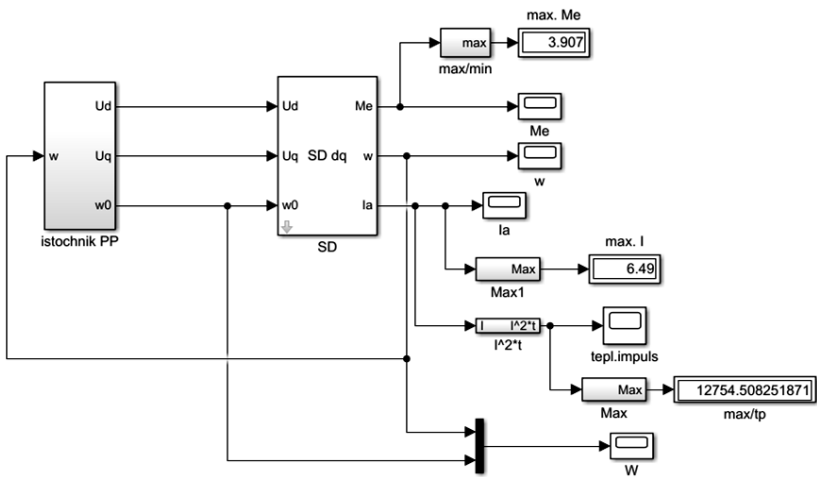 max. Me
max
3.907
max/min
Ud
Ud
Me
Me
w
Uq
Uq
SD dq
w
w
w0
w0
Ia
Ia
istochnik PP
SD
max. I
Max
6.49
Max1
I
I^2*t
I^2*t
tepl.impuls
Max
12754.508251871
Max
max/tp
W